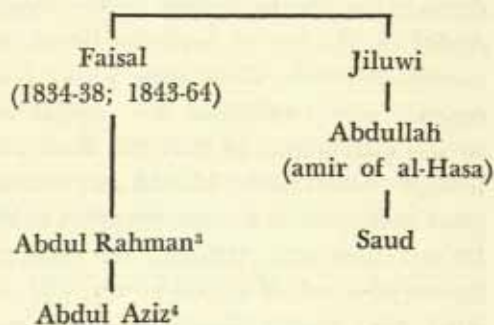 Faisal
(1834-38; 1843-64)
Jiluwi
Abdullah
(amir of al-Hasa)
Abdul Rahman³
Saud
Abdul Aziz⁴